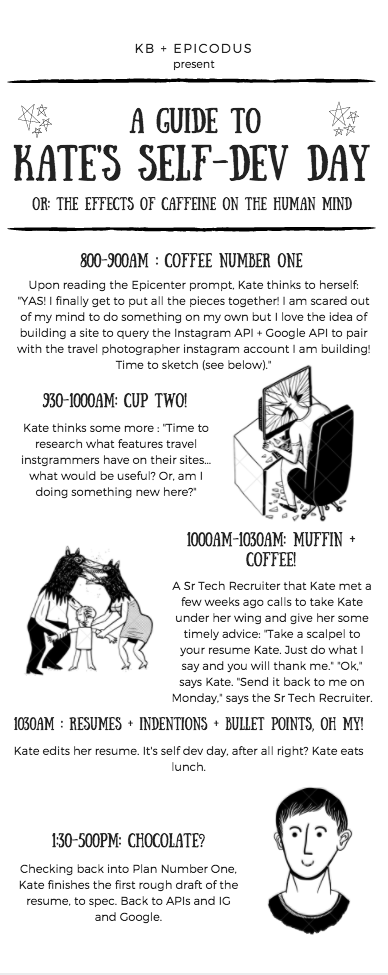 KB + EPICODUS
present
A GUIDE TO
KATE'S SELF-DEV DAY
OR: THE EFFECTS OF CAFFEINE ON THE HUMAN MIND
800-900AM : COFFEE NUMBER ONE
Upon reading the Epicenter prompt, Kate thinks to herself:
"YAS! I finally get to put all the pieces together! I am scared out
of my mind to do something on my own but I love the idea of
building a site to query the Instagram API + Google API to pair
with the travel photographer instagram account I am building!
Time to sketch (see below)."
930-1000AM: CUP TWO!
Kate thinks some more : "Time to
research what features travel
instgrammers have on their sites...
what would be useful? Or, am I
doing something new here?"
1000AM-1030AM: MUFFIN +
COFFEE!
A Sr Tech Recruiter that Kate met a
few weeks ago calls to take Kate
under her wing and give her some
timely advice: "Take a scalpel to
your resume Kate. Just do what I
say and you will thank me." "Ok,"
says Kate. "Send it back to me on
Monday," says the Sr Tech Recruiter.
1030AM : RESUMES + INDENTIONS + BULLET POINTS, OH MY!
Kate edits her resume. It's self dev day, after all right? Kate eats
lunch.
1:30-500PM: CHOCOLATE?
Checking back into Plan Number One,
Kate finishes the first rough draft of the
resume, to spec. Back to APIs and IG
and Google.